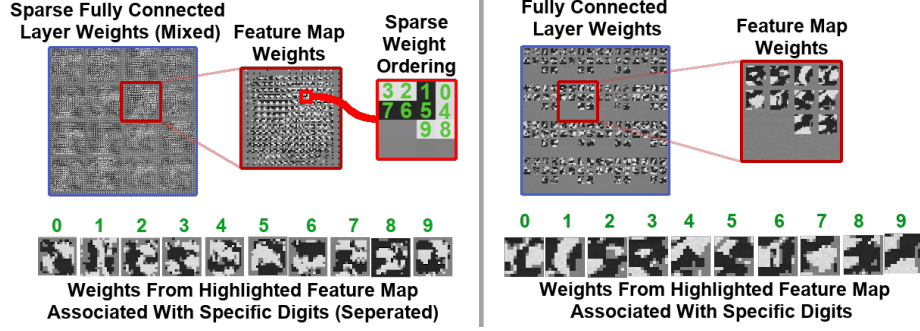 Sparse Fully Connected
Layer Weights (Mixed)
Feature Map
Weights
Sparse
Weight
Ordering
3 2 1 0
7 6 5 4
9 8
0 1 2 3 4 5 6 7 8 9
Weights From Highlighted Feature Map
Associated With Specific Digits (Seperated)
Fully Connected
Layer Weights
Feature Map
Weights
0 1 2 3 4 5 6 7 8 9
Weights From Highlighted Feature Map
Associated With Specific Digits